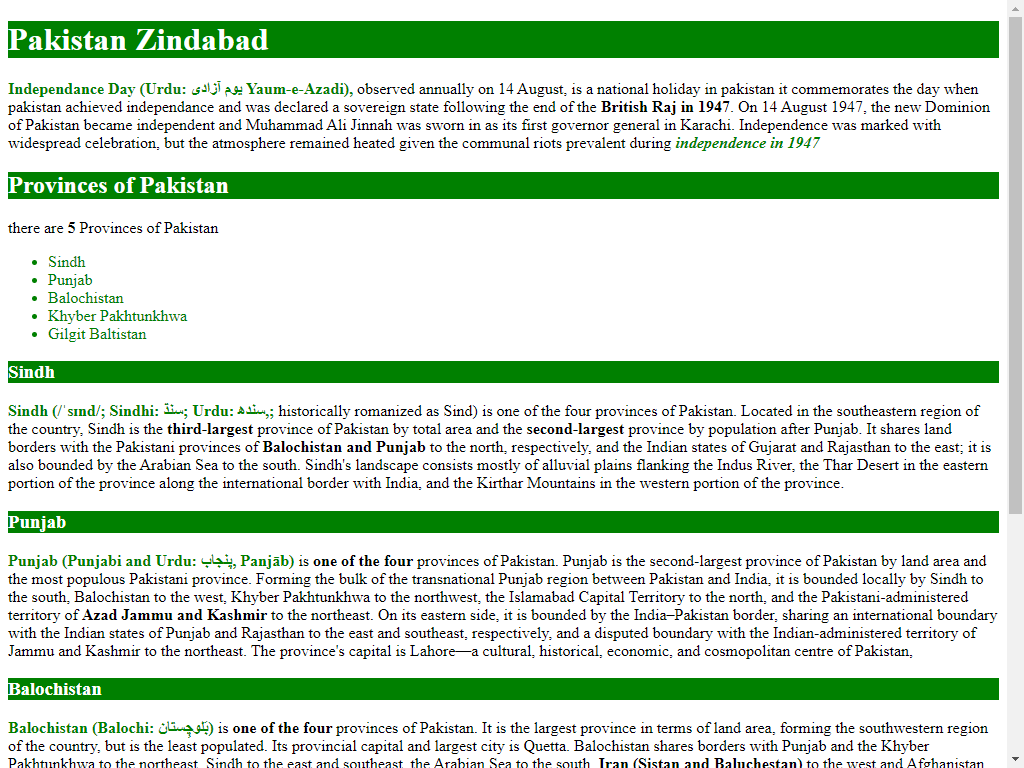 Pakistan Zindabad
Independance Day (Urdu: یوم آزادی Yaum-e-Azadi), observed annually on 14 August, is a national holiday in pakistan it commemorates the day when
pakistan achieved independance and was declared a sovereign state following the end of the British Raj in 1947. On 14 August 1947, the new Dominion
of Pakistan became independent and Muhammad Ali Jinnah was sworn in as its first governor general in Karachi. Independence was marked with
widespread celebration, but the atmosphere remained heated given the communal riots prevalent during independence in 1947
Provinces of Pakistan
there are 5 Provinces of Pakistan
• Sindh
• Punjab
• Balochistan
• Khyber Pakhtunkhwa
• Gilgit Baltistan
Sindh
Sindh (/ˈsɪnd/; Sindhi: سنڌ; Urdu: سندھ,; historically romanized as Sind) is one of the four provinces of Pakistan. Located in the southeastern region of
the country, Sindh is the third-largest province of Pakistan by total area and the second-largest province by population after Punjab. It shares land
borders with the Pakistani provinces of Balochistan and Punjab to the north, respectively, and the Indian states of Gujarat and Rajasthan to the east; it is
also bounded by the Arabian Sea to the south. Sindh's landscape consists mostly of alluvial plains flanking the Indus River, the Thar Desert in the eastern
portion of the province along the international border with India, and the Kirthar Mountains in the western portion of the province.
Punjab
Punjab (Punjabi and Urdu: پنجاب, Panjāb) is one of the four provinces of Pakistan. Punjab is the second-largest province of Pakistan by land area and
the most populous Pakistani province. Forming the bulk of the transnational Punjab region between Pakistan and India, it is bounded locally by Sindh to
the south, Balochistan to the west, Khyber Pakhtunkhwa to the northwest, the Islamabad Capital Territory to the north, and the Pakistani-administered
territory of Azad Jammu and Kashmir to the northeast. On its eastern side, it is bounded by the India–Pakistan border, sharing an international boundary
with the Indian states of Punjab and Rajasthan to the east and southeast, respectively, and a disputed boundary with the Indian-administered territory of
Jammu and Kashmir to the northeast. The province's capital is Lahore—a cultural, historical, economic, and cosmopolitan centre of Pakistan,
Balochistan
Balochistan (Balochi: بَلوچِستان) is one of the four provinces of Pakistan. It is the largest province in terms of land area, forming the southwestern region
of the country, but is the least populated. Its provincial capital and largest city is Quetta. Balochistan shares borders with Punjab and the Khyber
Pakhtunkhwa to the northeast, Sindh to the east and southeast, the Arabian Sea to the south, Iran (Sistan and Baluchestan) to the west and Afghanistan